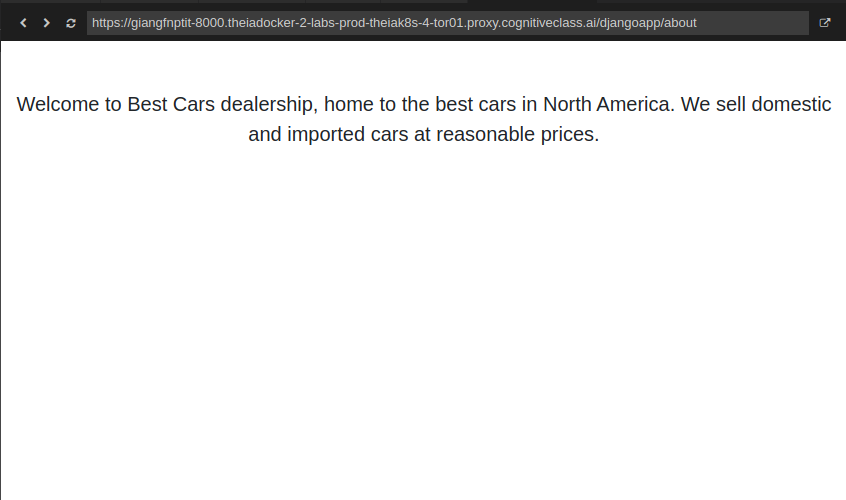 https://giangfnptit-8000.theiadocker-2-labs-prod-theiak8s-4-tor01.proxy.cognitiveclass.ai/djangoapp/about
Welcome to Best Cars dealership, home to the best cars in North America. We sell domestic
and imported cars at reasonable prices.